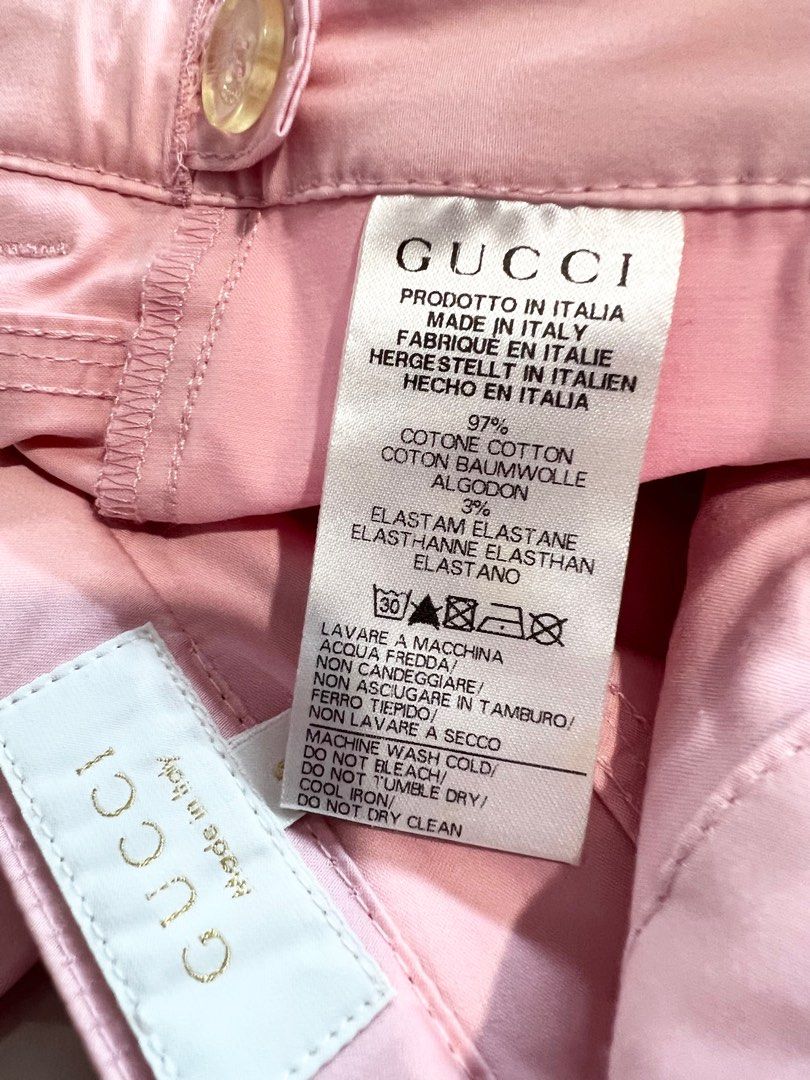 GUCCI
PRODOTTO IN ITALIA
MADE IN ITALY
FABRIQUÉ EN ITALIE
HERGESTELLT IN ITALIEN
HECHO EN ITALIA
97%
COTONE COTTON
COTON BAUMWOLLE
ALGODON
3%
ELASTAM ELASTANE
ELASTHANNE ELASTHAN
ELASTANO
30
LAVARE A MACCHINA
ACQUA FREDDA/
NON CANDEGGIARE/
NON ASCIUGARE IN TAMBURO/
FERRO TIEPIDO/
NON LAVARE A SECCO
MACHINE WASH COLD/
DO NOT BLEACH/
DO NOT TUMBLE DRY/
COOL IRON/
DO NOT DRY CLEAN
GUCCI
Made in Italy